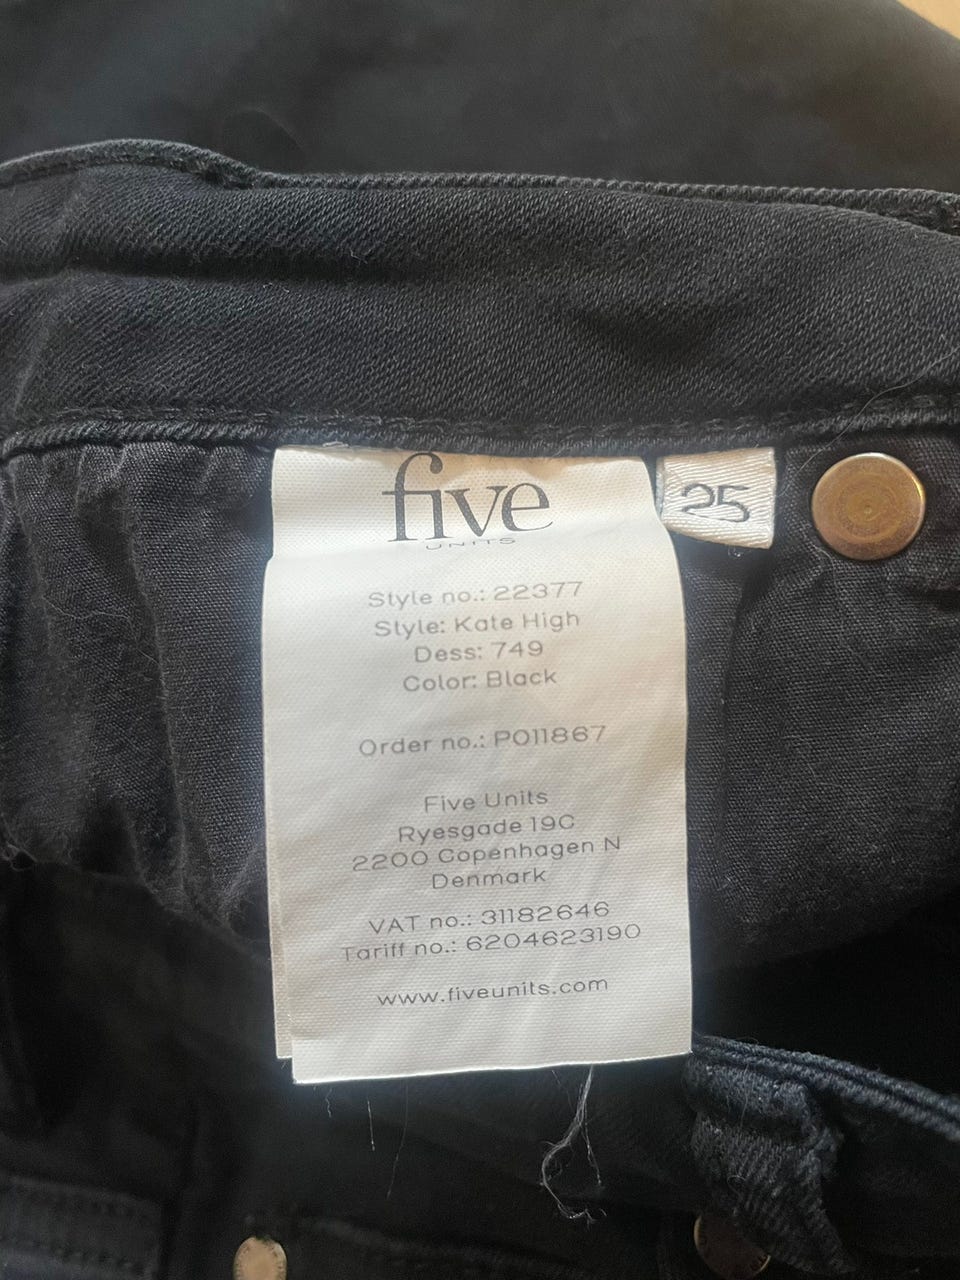 five
UNITS
25
Style no.: 22377
Style: Kate High
Dess: 749
Color: Black
Order no.: PO11867
Five Units
Ryesgade 19C
2200 Copenhagen N
Denmark
VAT no.: 31182646
Tariff no.: 6204623190
www.fiveunits.com